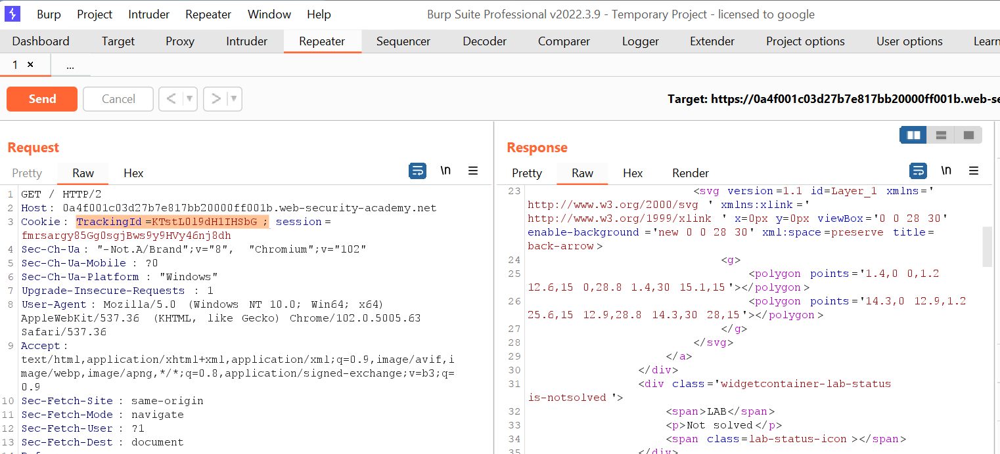 Burp Project Intruder Repeater Window Help Burp Suite Professional v2022.3.9 - Temporary Project - licensed to google
Dashboard Target Proxy Intruder Repeater Sequencer Decoder Comparer Logger Extender Project options User options Learn
1 × ...
Send Cancel < > Target: https://0a4f001c03d27b7e817bb20000ff001b.web-se
Request
Pretty Raw Hex \n
1 GET / HTTP/2
2 Host: 0a4f001c03d27b7e817bb20000ff001b.web-security-academy.net
3 Cookie: TrackingId=KTstL0l9dHlIHSbG; session=
fmrsargy85Gg0sgjBws9y9HVy46nj8dh
4 Sec-Ch-Ua: "-Not.A/Brand";v="8", "Chromium";v="102"
5 Sec-Ch-Ua-Mobile: ?0
6 Sec-Ch-Ua-Platform: "Windows"
7 Upgrade-Insecure-Requests: 1
8 User-Agent: Mozilla/5.0 (Windows NT 10.0; Win64; x64)
AppleWebKit/537.36 (KHTML, like Gecko) Chrome/102.0.5005.63
Safari/537.36
9 Accept:
text/html,application/xhtml+xml,application/xml;q=0.9,image/avif,i
mage/webp,image/apng,*/*;q=0.8,application/signed-exchange;v=b3;q=
0.9
10 Sec-Fetch-Site: same-origin
11 Sec-Fetch-Mode: navigate
12 Sec-Fetch-User: ?1
13 Sec-Fetch-Dest: document
Response
Pretty Raw Hex Render \n
23 <svg version=1.1 id=Layer_1 xmlns='
http://www.w3.org/2000/svg' xmlns:xlink='
http://www.w3.org/1999/xlink' x=0px y=0px viewBox='0 0 28 30'
enable-background='new 0 0 28 30' xml:space=preserve title=
back-arrow>
24 <g>
25 <polygon points='1.4,0 0,1.2
12.6,15 0,28.8 1.4,30 15.1,15'></polygon>
26 <polygon points='14.3,0 12.9,1.2
25.6,15 12.9,28.8 14.3,30 28,15'></polygon>
27 </g>
28 </svg>
29 </a>
30 </div>
31 <div class='widgetcontainer-lab-status
is-notsolved'>
32 <span>LAB</span>
33 <p>Not solved</p>
34 <span class=lab-status-icon></span>
35 </div>